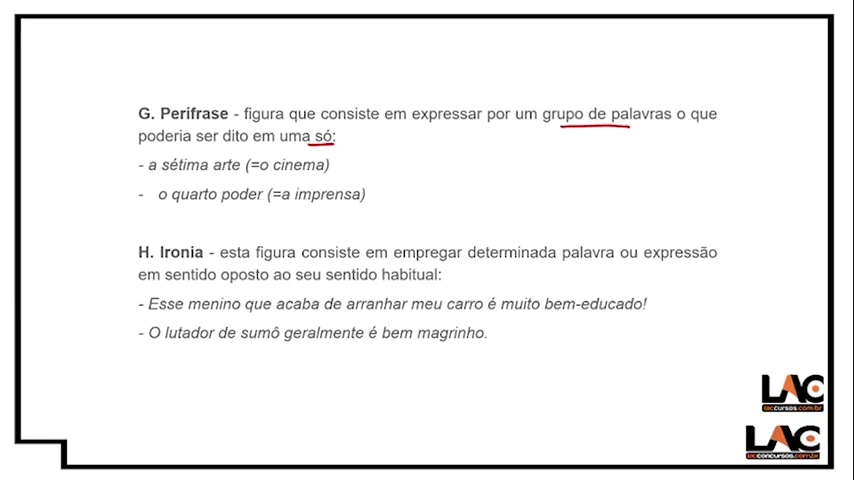 G. Perífrase - figura que consiste em expressar por um grupo de palavras o que
poderia ser dito em uma só:
- a sétima arte (=o cinema)
- o quarto poder (=a imprensa)
H. Ironia - esta figura consiste em empregar determinada palavra ou expressão
em sentido oposto ao seu sentido habitual:
- Esse menino que acaba de arranhar meu carro é muito bem-educado!
- O lutador de sumô geralmente é bem magrinho.
LAC
laccursos.com.br
LAC
lacconcursos.com.br